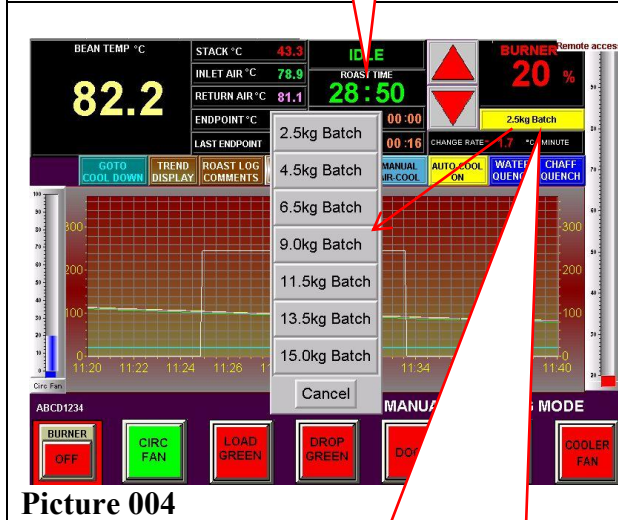 BEAN TEMP °C
82.2
STACK °C 43.3
INLET AIR °C 78.9
RETURN AIR °C 81.1
ENDPOINT °C
LAST ENDPOINT
IDLE
ROAST TIME
28:50
00:00
00:16
BURNER
20 %
Remote access
2.5kg Batch
CHANGE RATE= 1.7 °C MINUTE
GOTO
COOL DOWN
TREND
DISPLAY
ROAST LOG
COMMENTS
MANUAL
AIR-COOL
AUTO-COOL
ON
WATER
QUENCH
CHAFF
QUENCH
2.5kg Batch
4.5kg Batch
6.5kg Batch
9.0kg Batch
11.5kg Batch
13.5kg Batch
15.0kg Batch
Cancel
300
200
100
0
300
200
100
11:20 11:22 11:24 11:26 11:34 11:40
Circ Fan
ABCD1234
MODE
BURNER
OFF
CIRC
FAN
LOAD
GREEN
DROP
GREEN
COOLER
FAN
Picture 004